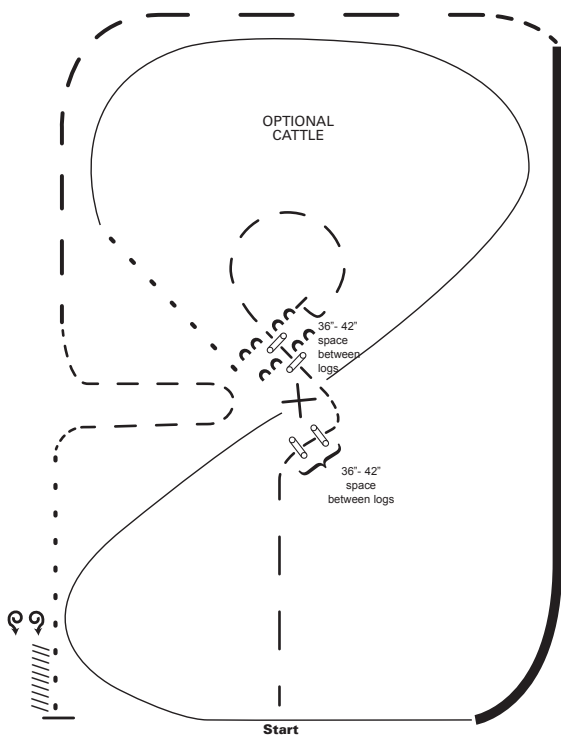 OPTIONAL
CATTLE
36”- 42”
space
between
logs
36”- 42”
space
between logs
Start